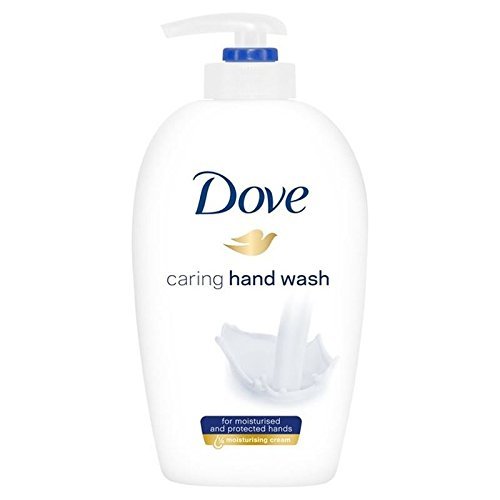 Dove
caring hand wash
for moisturised
and protected hands
¼ moisturising cream